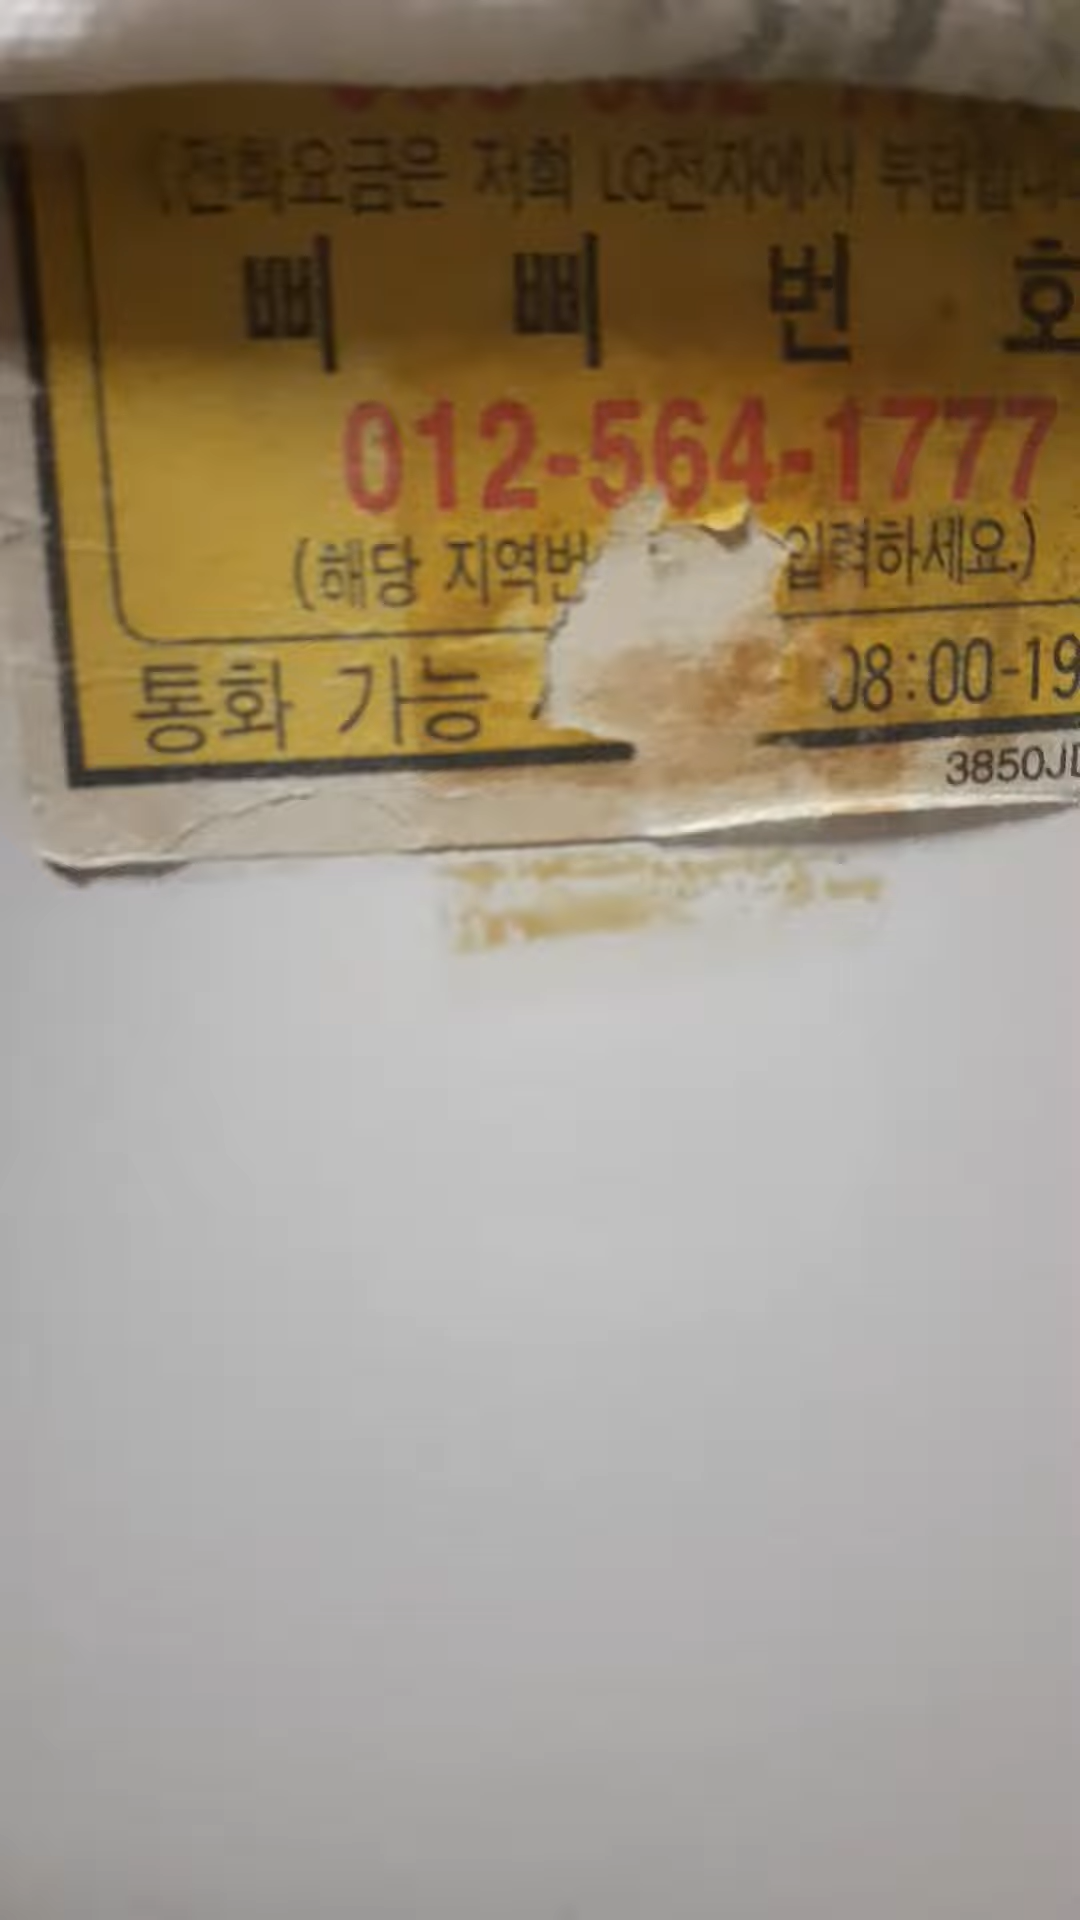 (전화요금은 저희 LG전자에서 부담합니다
삐 삐 번 호
012-564-1777
(해당 지역번 입력하세요.)
통화 가능 08:00-19
3850JD